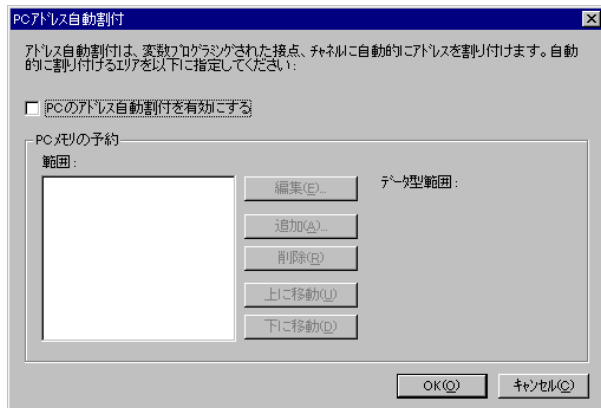 PCｱﾄﾞﾚｽ自動割付
ｱﾄﾞﾚｽ自動割付は、変数ﾌﾟﾛｸﾞﾗﾐﾝｸﾞされた接点、ﾁｬﾈﾙに自動的にｱﾄﾞﾚｽを割り付けます。自動
的に割り付けるｴﾘｱを以下に指定してください:
PCのｱﾄﾞﾚｽ自動割付を有効にする
PCﾒﾓﾘの予約
範囲:
編集(E)...
データ型範囲:
追加(A)...
削除(R)
上に移動(U)
下に移動(D)
OK(O)
ｷｬﾝｾﾙ(C)